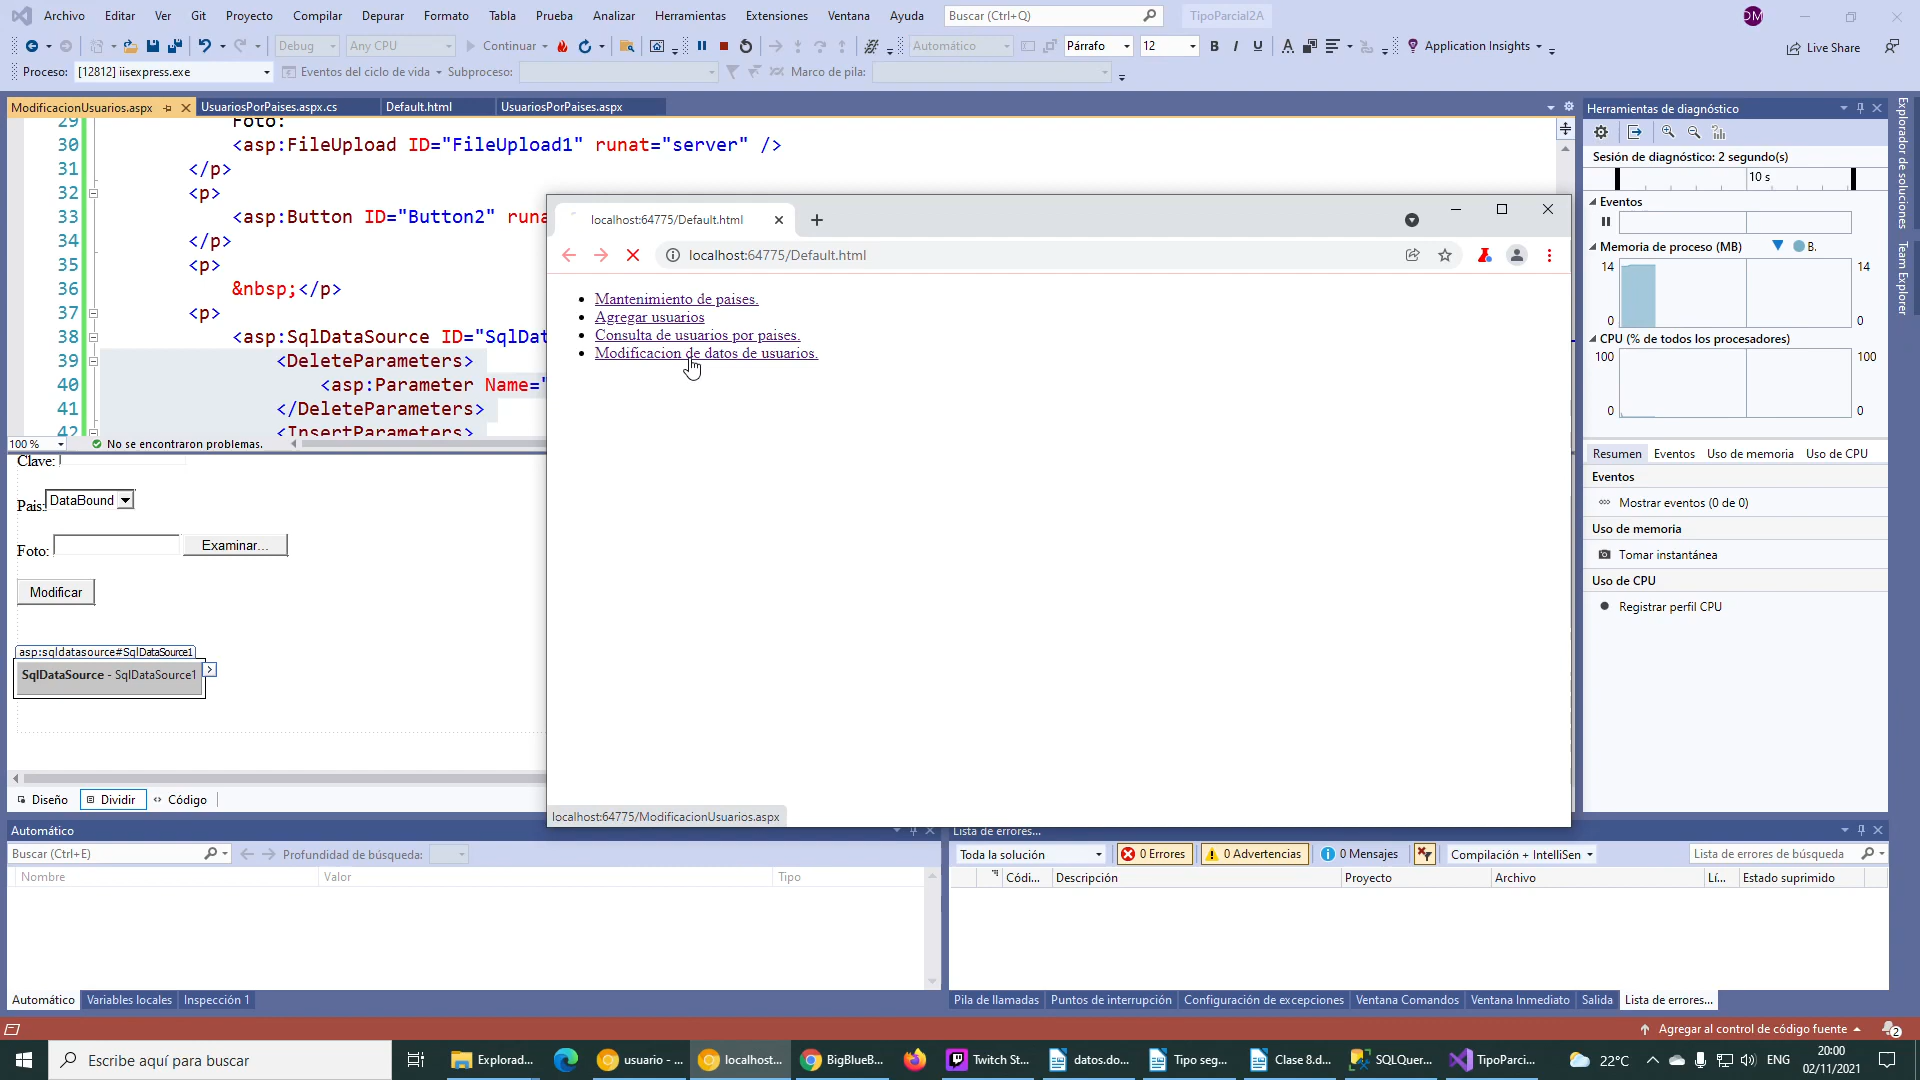 Archivo Editar Ver Git Proyecto Compilar Depurar Formato Tabla Prueba Analizar Herramientas Extensiones Ventana Ayuda Buscar (Ctrl+Q) TipoParcial2A DM
Debug Any CPU Continuar Automático Párrafo 12 B I U A Application Insights Live Share
Proceso: [12812] iisexpress.exe Eventos del ciclo de vida Subproceso: Marco de pila:
ModificacionUsuarios.aspx UsuariosPorPaises.aspx.cs Default.html UsuariosPorPaises.aspx
29 Foto:
30 <asp:FileUpload ID="FileUpload1" runat="server" />
31 </p>
32 <p>
33 <asp:Button ID="Button2" runa
34 </p>
35 <p>
36 &nbsp;</p>
37 <p>
38 <asp:SqlDataSource ID="SqlDat
39 <DeleteParameters>
40 <asp:Parameter Name="
41 </DeleteParameters>
42 <InsertParameters>
100 % No se encontraron problemas.
Clave:
Pais: DataBound
Foto: Examinar...
Modificar
asp:sqldatasource#SqlDataSource1
SqlDataSource - SqlDataSource1
Diseño Dividir Código
localhost:64775/Default.html
localhost:64775/Default.html
Mantenimiento de paises.
Agregar usuarios
Consulta de usuarios por paises.
Modificacion de datos de usuarios.
localhost:64775/ModificacionUsuarios.aspx
Herramientas de diagnóstico
Sesión de diagnóstico: 2 segundo(s)
10 s
Eventos
Memoria de proceso (MB) B.
14 14
0 0
CPU (% de todos los procesadores)
100 100
0 0
Resumen Eventos Uso de memoria Uso de CPU
Eventos
Mostrar eventos (0 de 0)
Uso de memoria
Tomar instantánea
Uso de CPU
Registrar perfil CPU
Explorador de soluciones
Team Explorer
Automático
Buscar (Ctrl+E) Profundidad de búsqueda:
Nombre Valor Tipo
Automático Variables locales Inspección 1
Lista de errores...
Toda la solución 0 Errores 0 Advertencias 0 Mensajes Compilación + IntelliSen Lista de errores de búsqueda
Códi... Descripción Proyecto Archivo Lí... Estado suprimido
Pila de llamadas Puntos de interrupción Configuración de excepciones Ventana Comandos Ventana Inmediato Salida Lista de errores...
Agregar al control de código fuente 2
Escribe aquí para buscar Explorad... usuario - ... localhost... BigBlueB... Twitch St... datos.do... Tipo seg... Clase 8.d... SQLQuer... TipoParci... 22°C ENG 20:00
02/11/2021